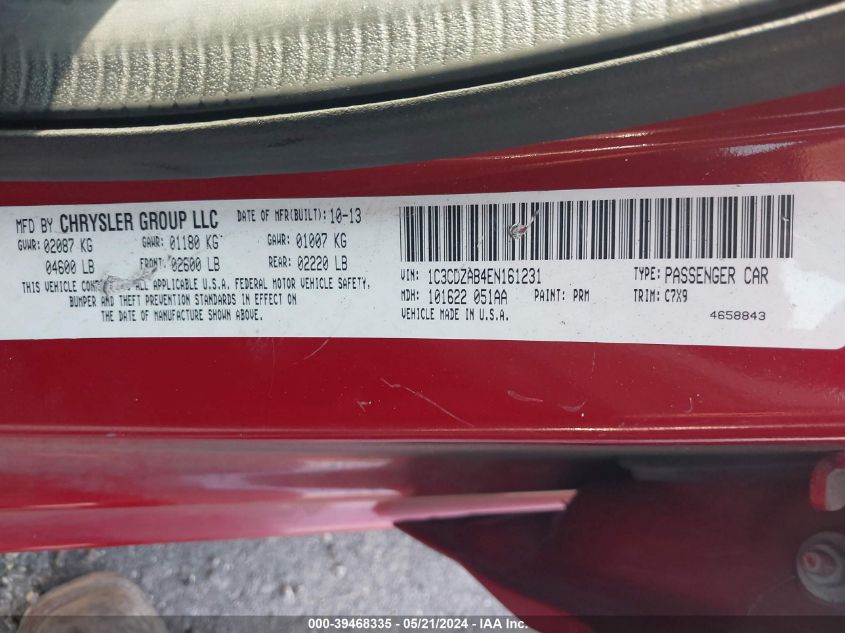 MFD BY CHRYSLER GROUP LLC DATE OF MFR(BUILT): 10-13
GVWR: 02087 KG GAWR: 01180 KG GAWR: 01007 KG
04600 LB FRONT: 02600 LB REAR: 02220 LB
THIS VEHICLE TO ALL APPLICABLE U.S.A. FEDERAL MOTOR VEHICLE SAFETY,
BUMPER AND THEFT PREVENTION STANDARDS IN EFFECT ON
THE DATE OF MANUFACTURE SHOWN ABOVE.
VIN: 1C3CDZAB4EN161231 TYPE: PASSENGER CAR
MDH: 101622 051AA PAINT: PRM TRIM: C7X9
VEHICLE MADE IN U.S.A. 4658843
000-39468335 - 05/21/2024 - IAA Inc.